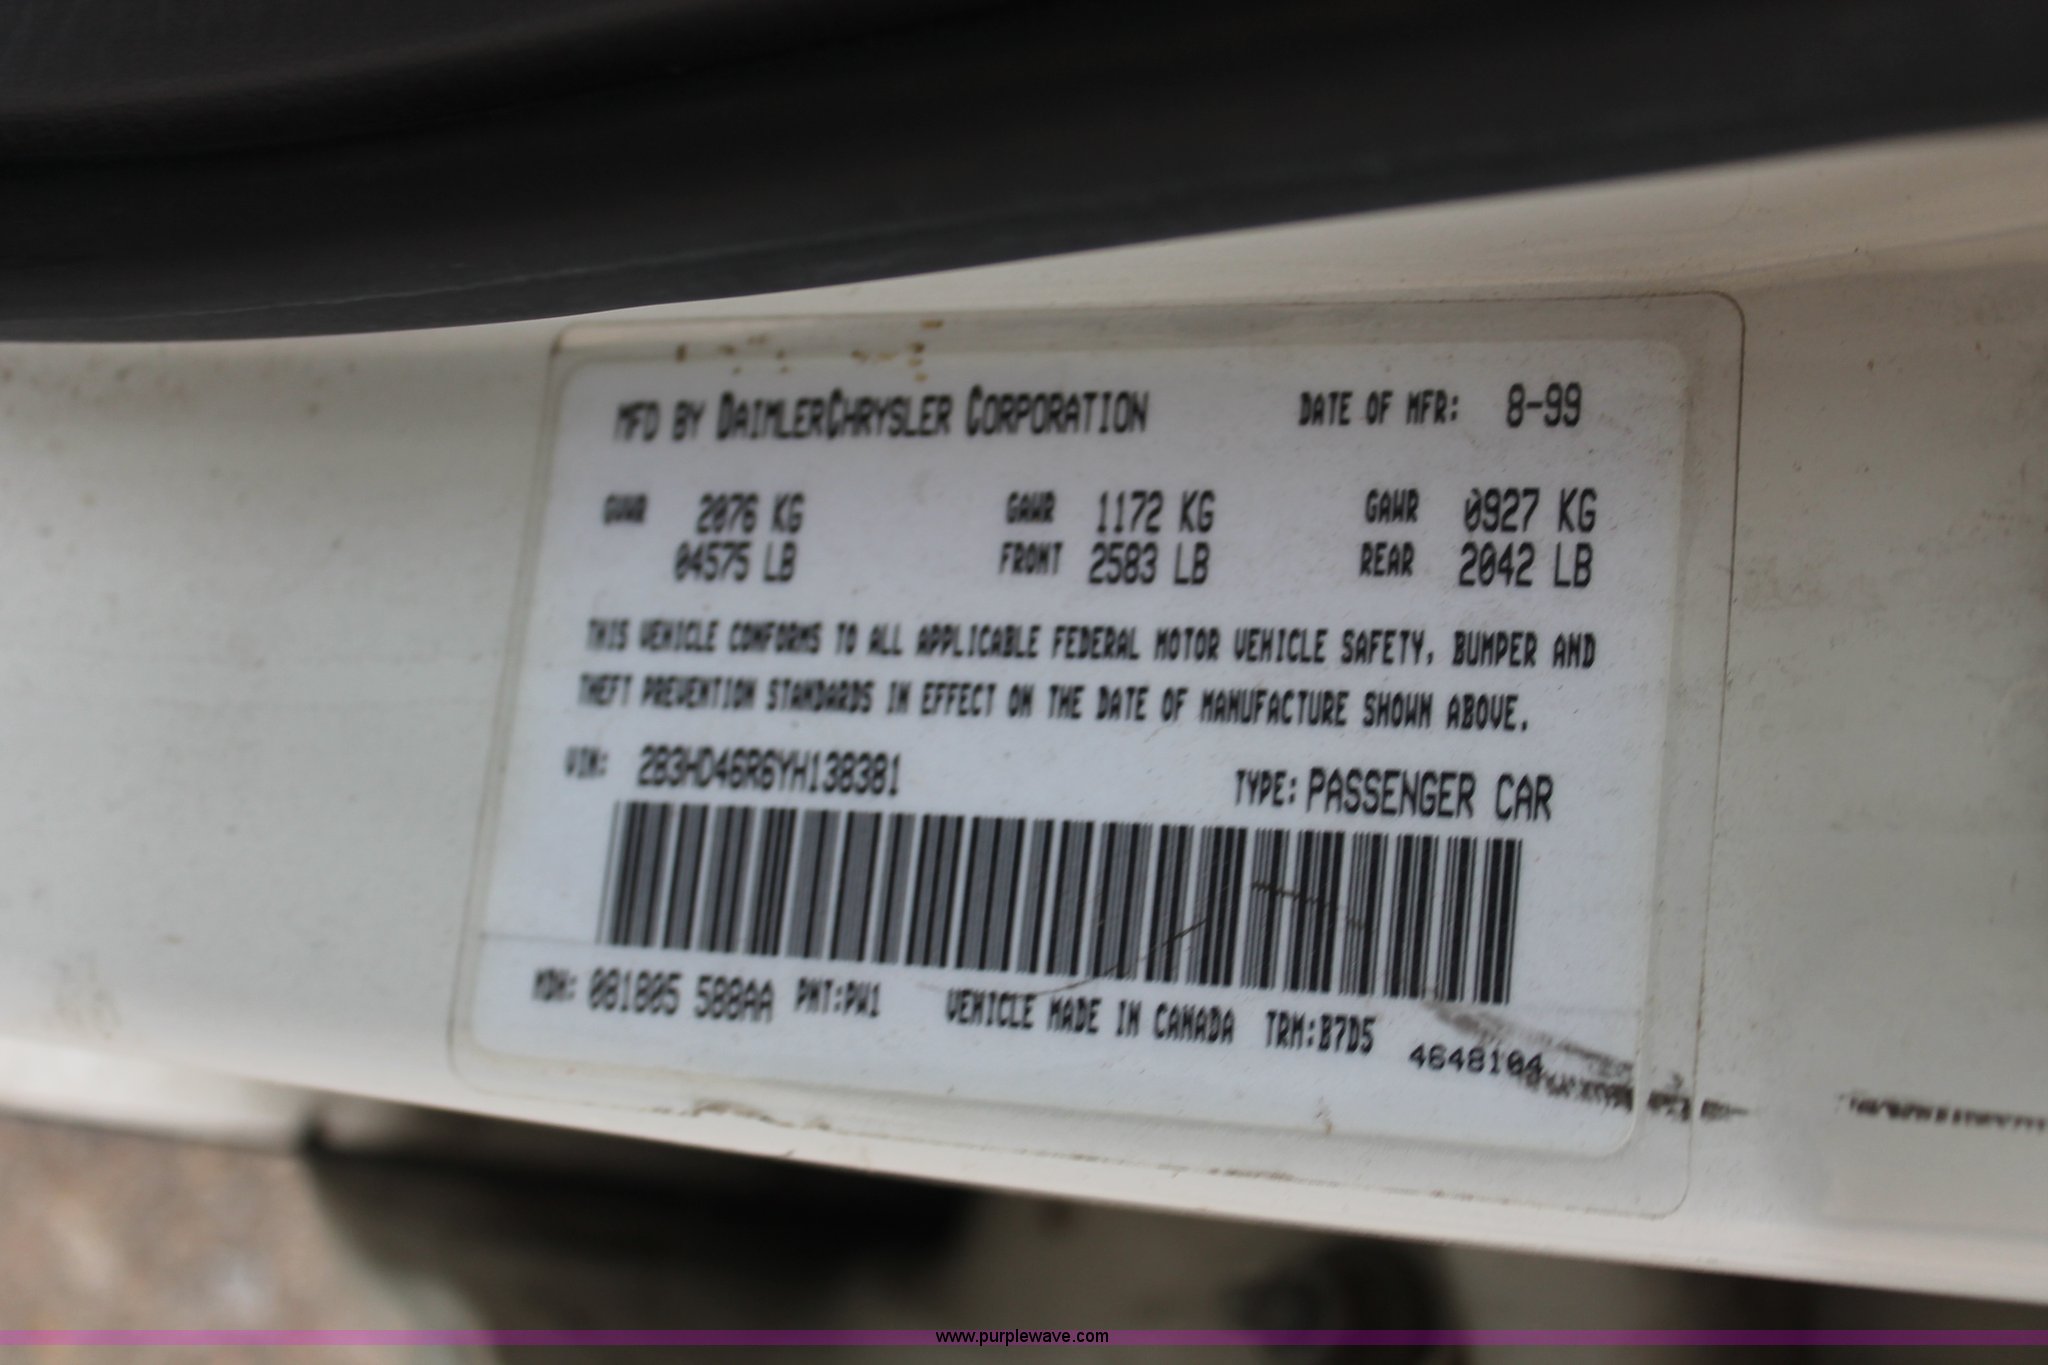 MFD BY DAIMLERCHRYSLER CORPORATION DATE OF MFR: 8-99
GVWR 2076 KG GAWR 1172 KG GAWR 0927 KG
04575 LB FRONT 2583 LB REAR 2042 LB
THIS VEHICLE CONFORMS TO ALL APPLICABLE FEDERAL MOTOR VEHICLE SAFETY, BUMPER AND
THEFT PREVENTION STANDARDS IN EFFECT ON THE DATE OF MANUFACTURE SHOWN ABOVE.
VIN: 2B3HD46R6YH138381 TYPE: PASSENGER CAR
MDH: 081805 588AA PNT:PW1 VEHICLE MADE IN CANADA TRM:B7D5
4648104
www.purplewave.com